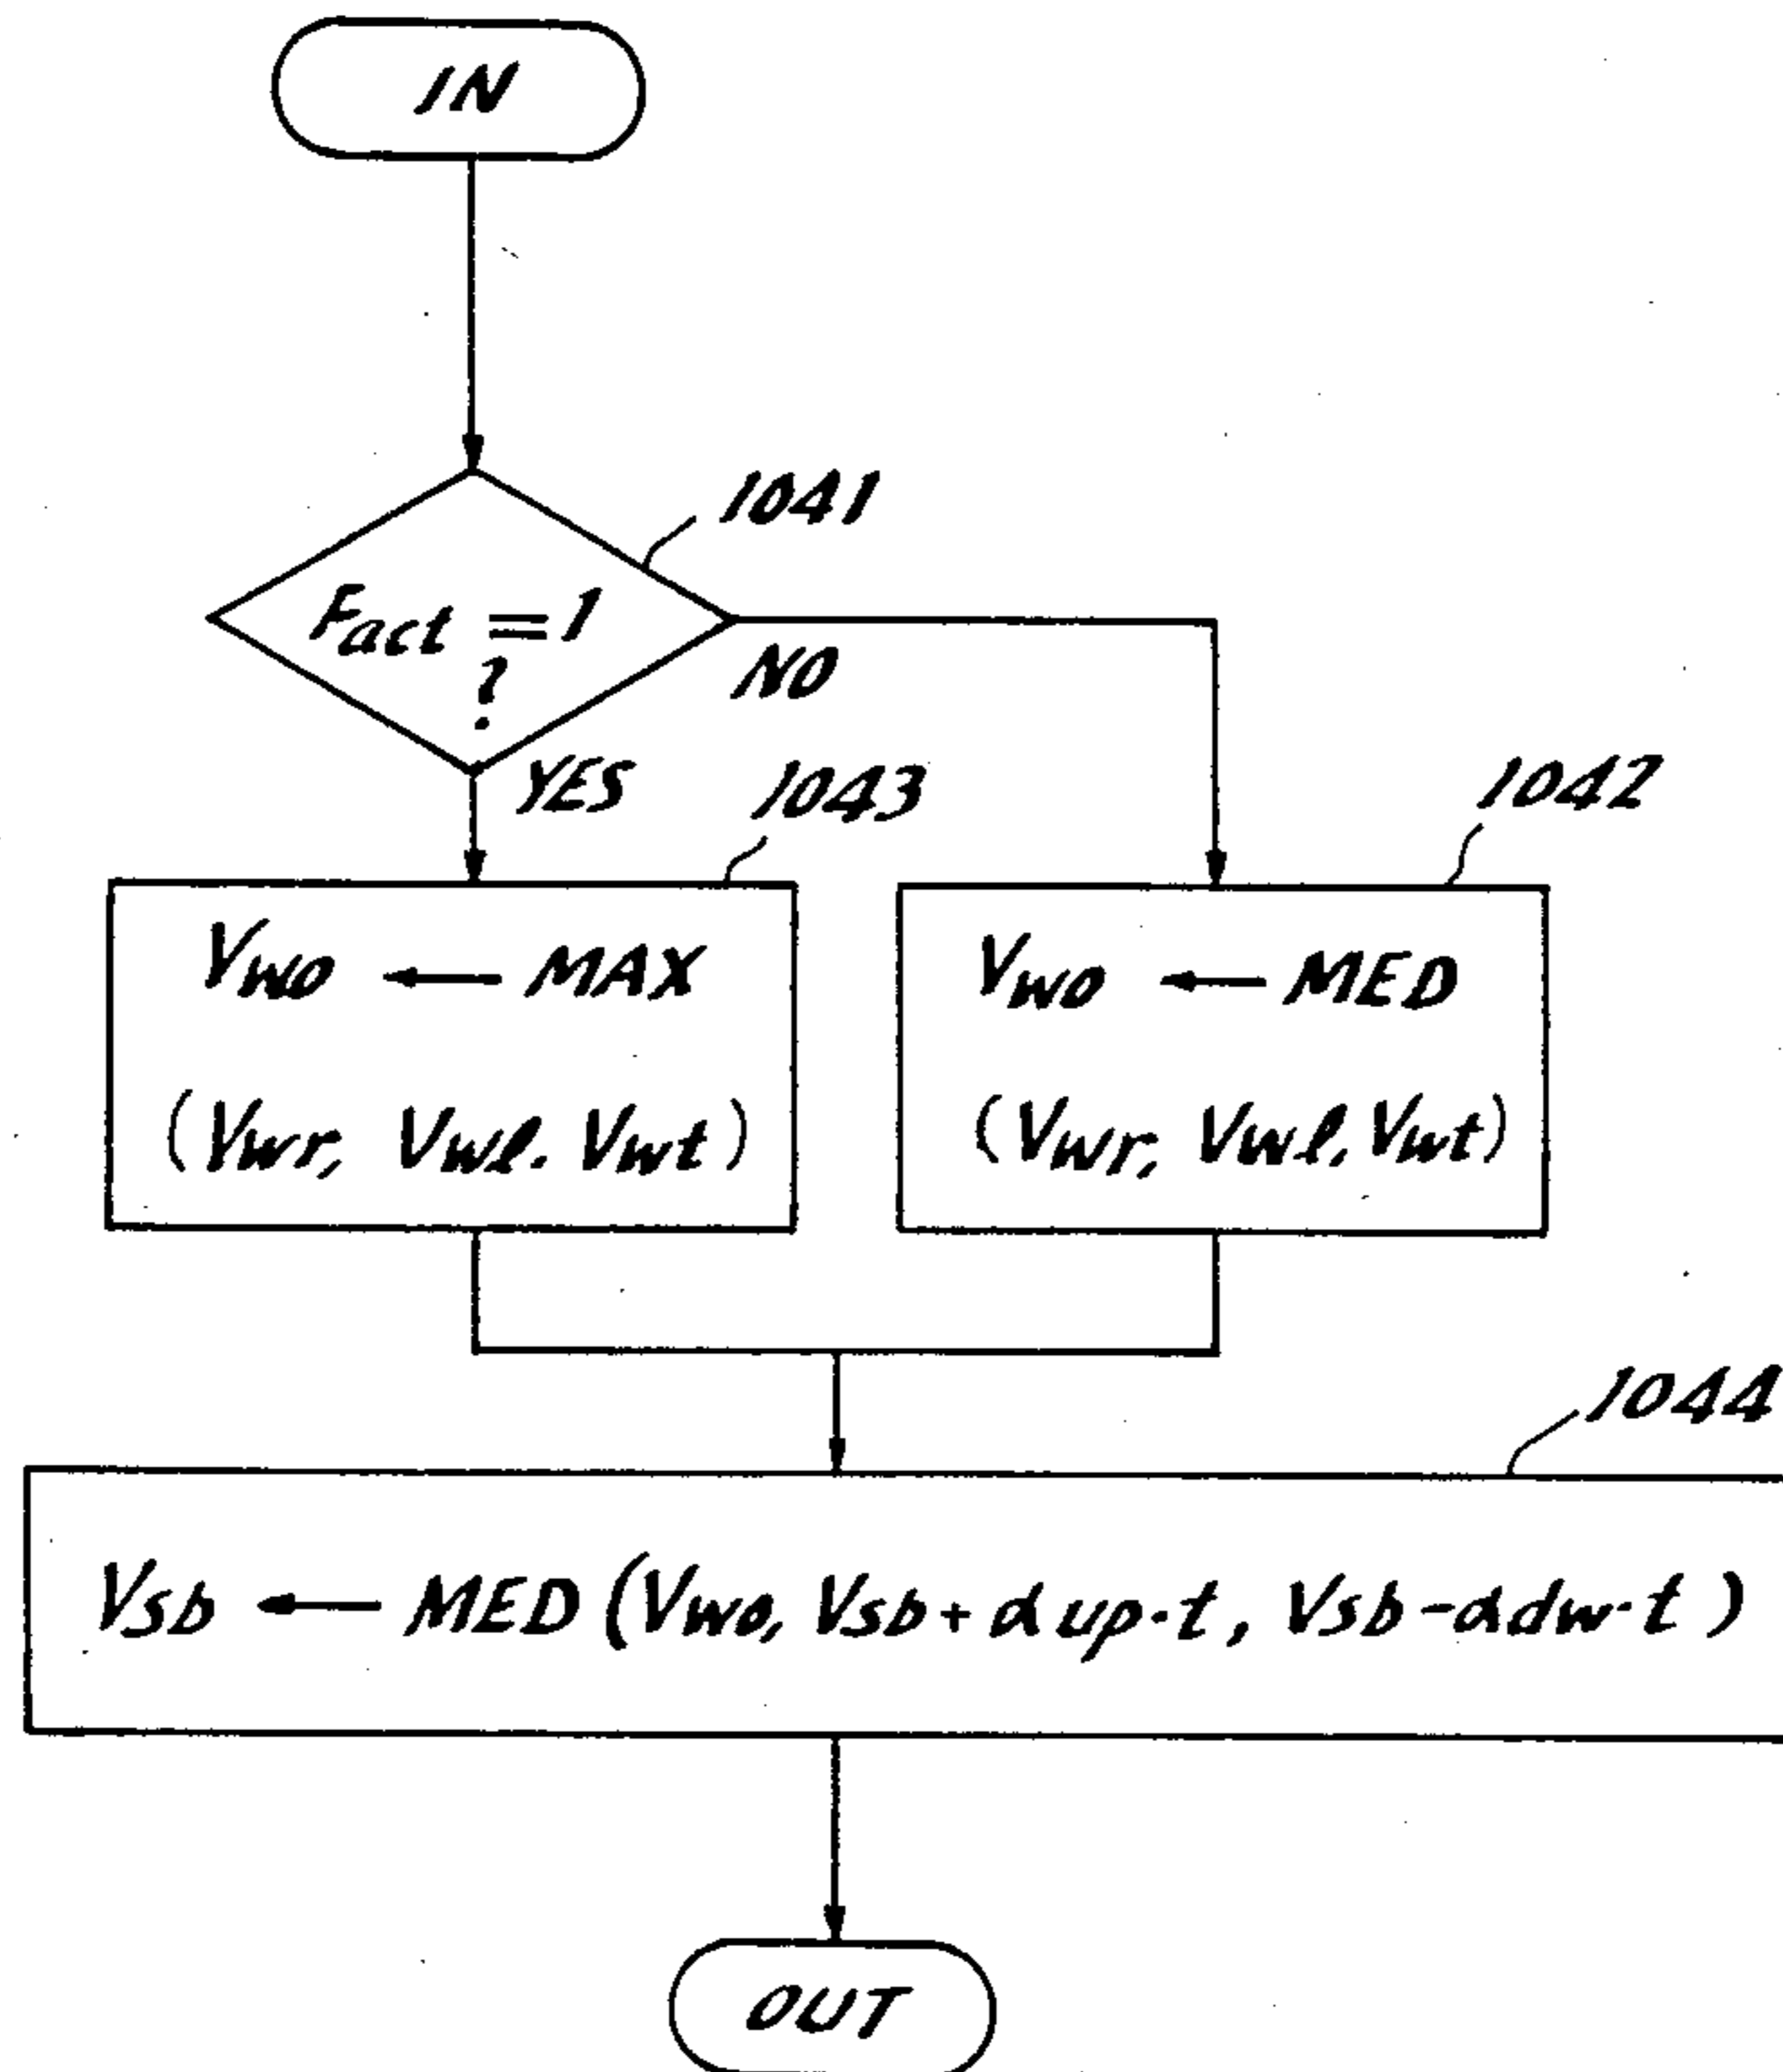 IN
1041
Fact = 1
?
NO
YES
1043
1042
Vwo ← MAX
(Vwr, Vwl. Vwt)
Vwo ← MED
(Vwr, Vwl, Vwt)
1044
Vsb ← MED (Vwo, Vsb + αup·t, Vsb - αdw·t)
OUT